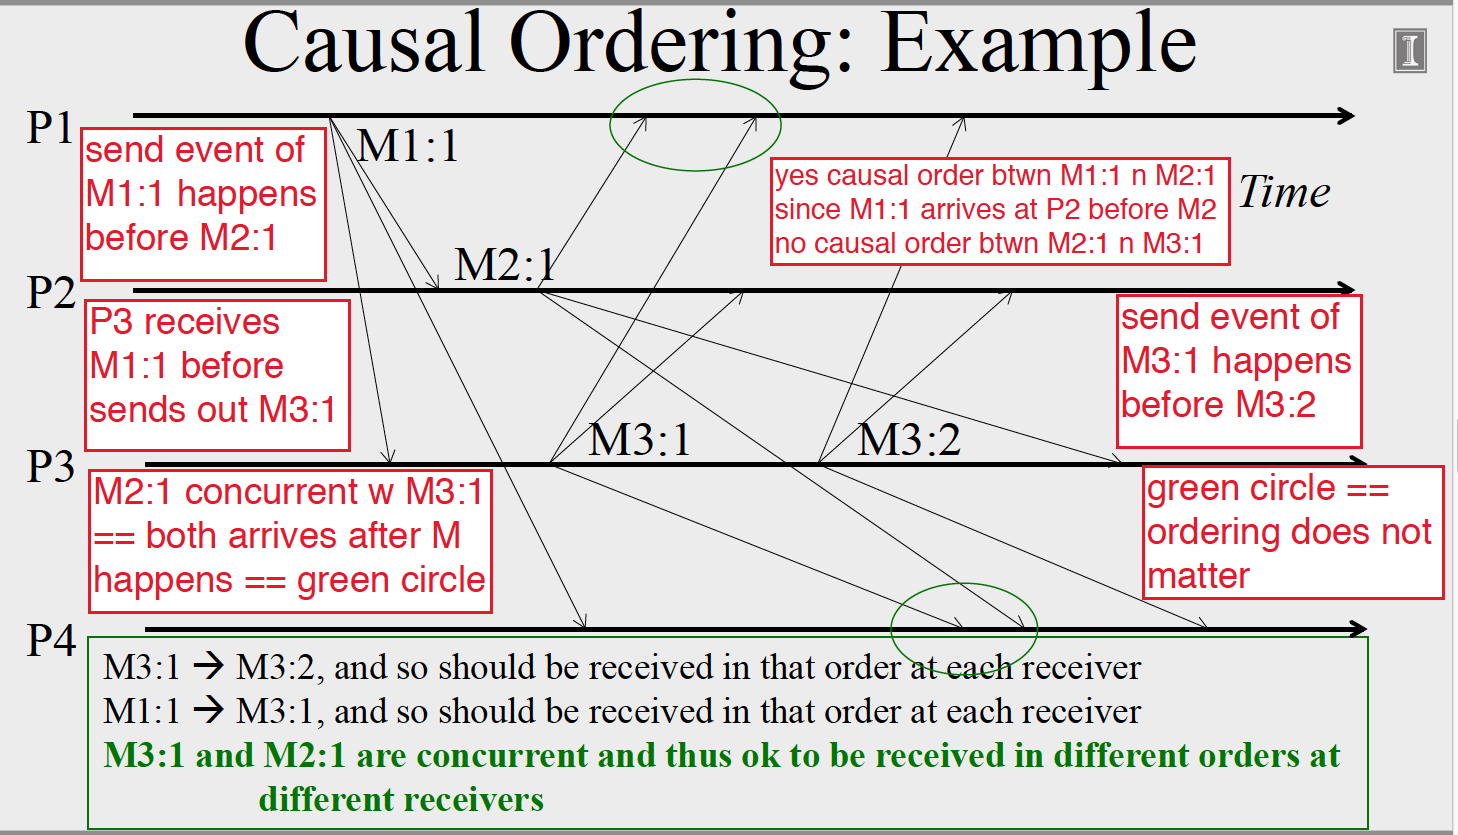 Causal Ordering: Example
I
P1
M1:1
send event of
M1:1 happens
before M2:1
yes causal order btwn M1:1 n M2:1
since M1:1 arrives at P2 before M2
no causal order btwn M2:1 n M3:1
Time
M2:1
P2
P3 receives
M1:1 before
sends out M3:1
send event of
M3:1 happens
before M3:2
M3:1
M3:2
P3
M2:1 concurrent w M3:1
== both arrives after M
happens == green circle
green circle ==
ordering does not
matter
P4
M3:1 → M3:2, and so should be received in that order at each receiver
M1:1 → M3:1, and so should be received in that order at each receiver
M3:1 and M2:1 are concurrent and thus ok to be received in different orders at
different receivers